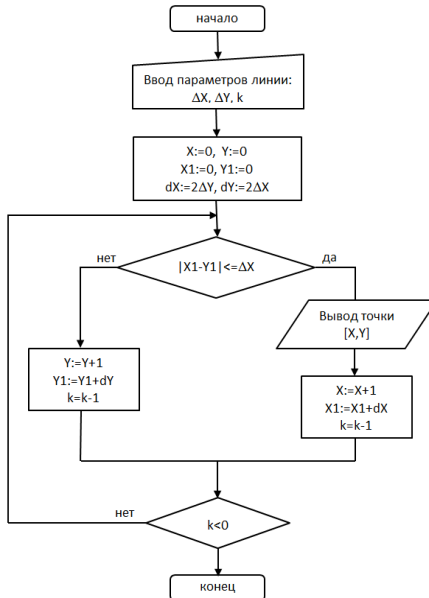 начало
Ввод параметров линии:
ΔX, ΔY, k
X:=0, Y:=0
X1:=0, Y1:=0
dX:=2ΔY, dY:=2ΔX
нет
|X1-Y1|<=ΔX
да
Вывод точки
[X,Y]
Y:=Y+1
Y1:=Y1+dY
k=k-1
X:=X+1
X1:=X1+dX
k=k-1
нет
k<0
конец